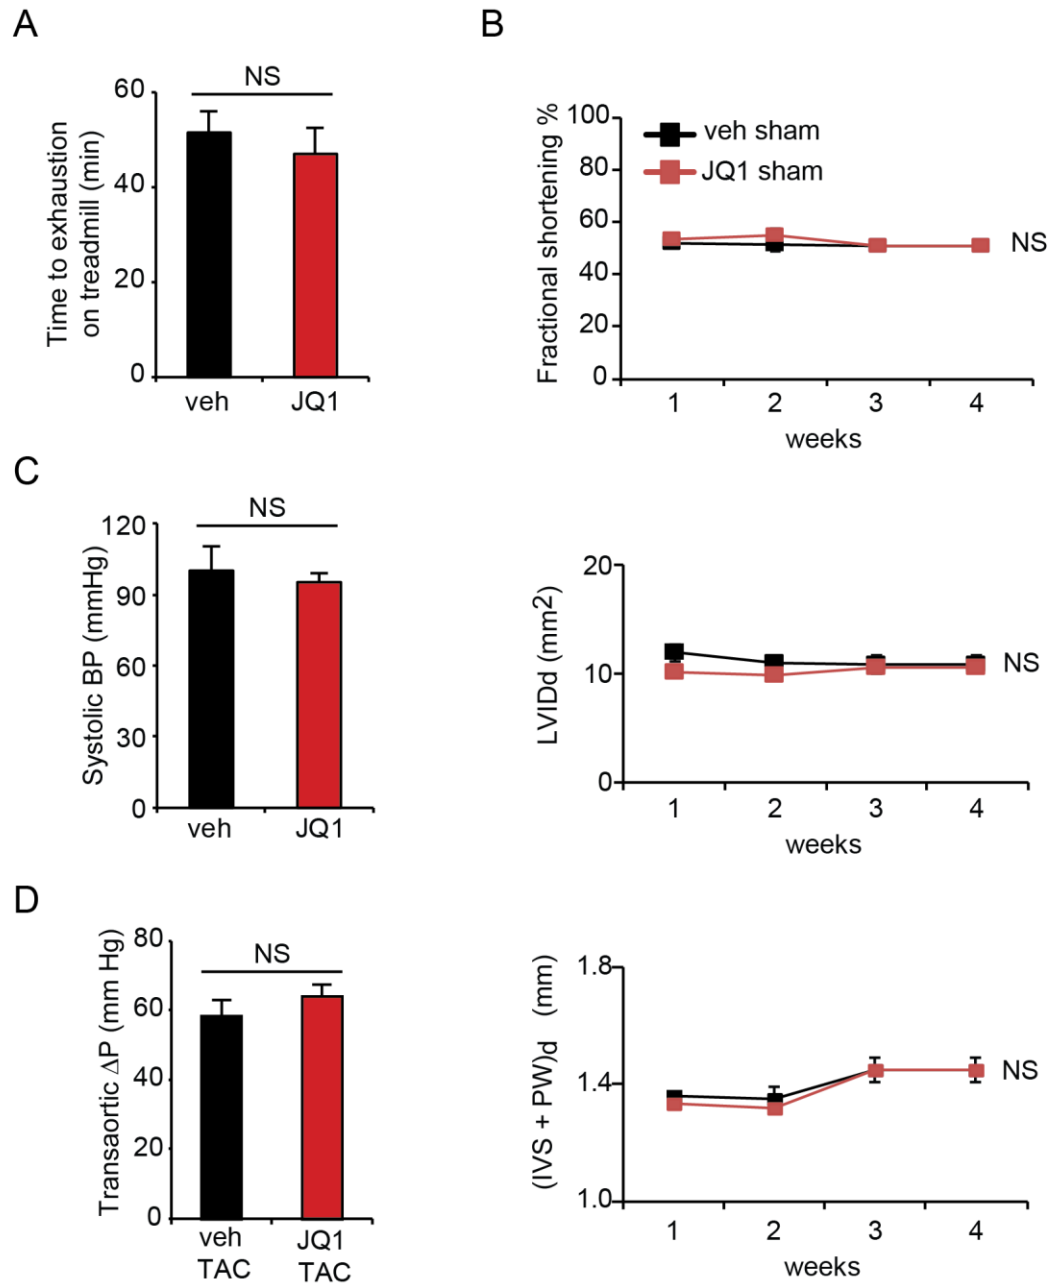 A
NS
Time to exhaustion
on treadmill (min)
60
40
20
0
veh JQ1
B
Fractional shortening %
100
80
60
40
20
0
veh sham
JQ1 sham
NS
1 2 3 4
weeks
C
NS
Systolic BP (mmHg)
120
90
60
30
0
veh JQ1
LVIDd (mm2)
20
10
0
NS
1 2 3 4
weeks
D
NS
Transaortic ΔP (mm Hg)
80
60
40
20
0
veh JQ1
TAC TAC
(IVS + PW)d (mm)
1.8
1.4
1.0
NS
1 2 3 4
weeks